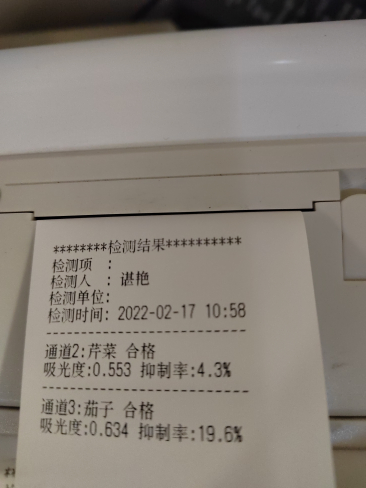 ********检测结果**********
检测项 :
检测人 : 谌艳
检测单位:
检测时间: 2022-02-17 10:58
--------------------------
通道2:芹菜 合格
吸光度:0.553 抑制率:4.3%
--------------------------
通道3:茄子 合格
吸光度:0.634 抑制率:19.6%